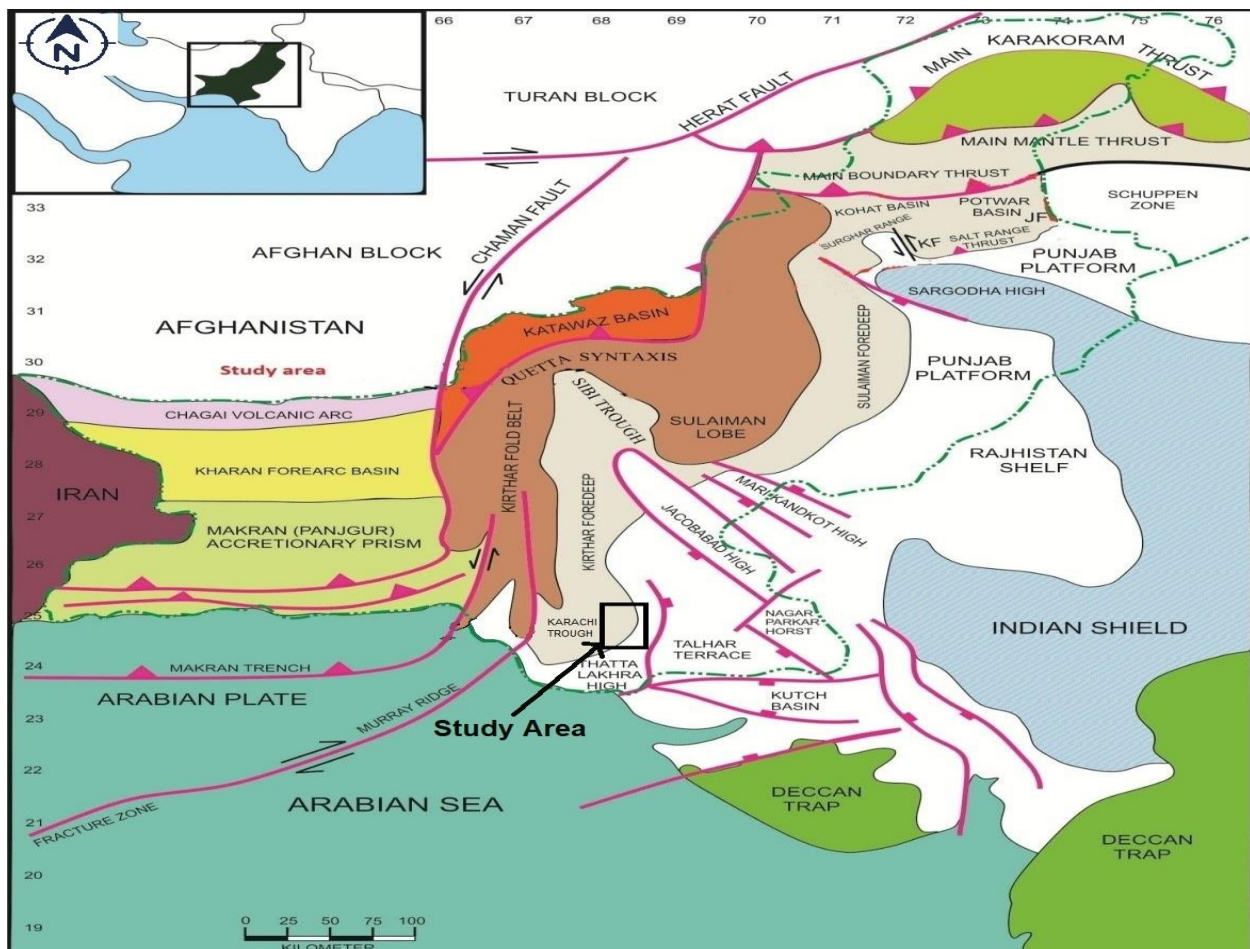 N
66 67 68 69 70 71 72 73 74 75 76
33
32
31
30
29
28
27
26
25
24
23
22
21
20
19
TURAN BLOCK
HERAT FAULT
MAIN
KARAKORAM
THRUST
MAIN MANTLE THRUST
MAIN BOUNDARY THRUST
SCHUPPEN
ZONE
KOHAT BASIN
POTWAR
BASIN
JF
SURGHAR RANGE
KF
SALT RANGE
THRUST
PUNJAB
PLATFORM
SARGODHA HIGH
CHAMAN FAULT
AFGHAN BLOCK
AFGHANISTAN
Study area
KATAWAZ BASIN
QUETTA SYNTAXIS
SIBI TROUGH
SULAIMAN FOREDEEP
PUNJAB
PLATFORM
CHAGAI VOLCANIC ARC
SULAIMAN
LOBE
KIRTHAR FOLD BELT
RAJHISTAN
SHELF
KHARAN FOREARC BASIN
IRAN
MARI-KANDKOT HIGH
KIRTHAR FOREDEEP
JACOBABAD HIGH
MAKRAN (PANJGUR)
ACCRETIONARY PRISM
KARACHI
TROUGH
NAGAR
PARKAR
HORST
INDIAN SHIELD
TALHAR
TERRACE
MAKRAN TRENCH
THATTA
LAKHRA
HIGH
ARABIAN PLATE
KUTCH
BASIN
MURRAY RIDGE
Study Area
ARABIAN SEA
DECCAN
TRAP
FRACTURE ZONE
DECCAN
TRAP
0 25 50 75 100
KILOMETER